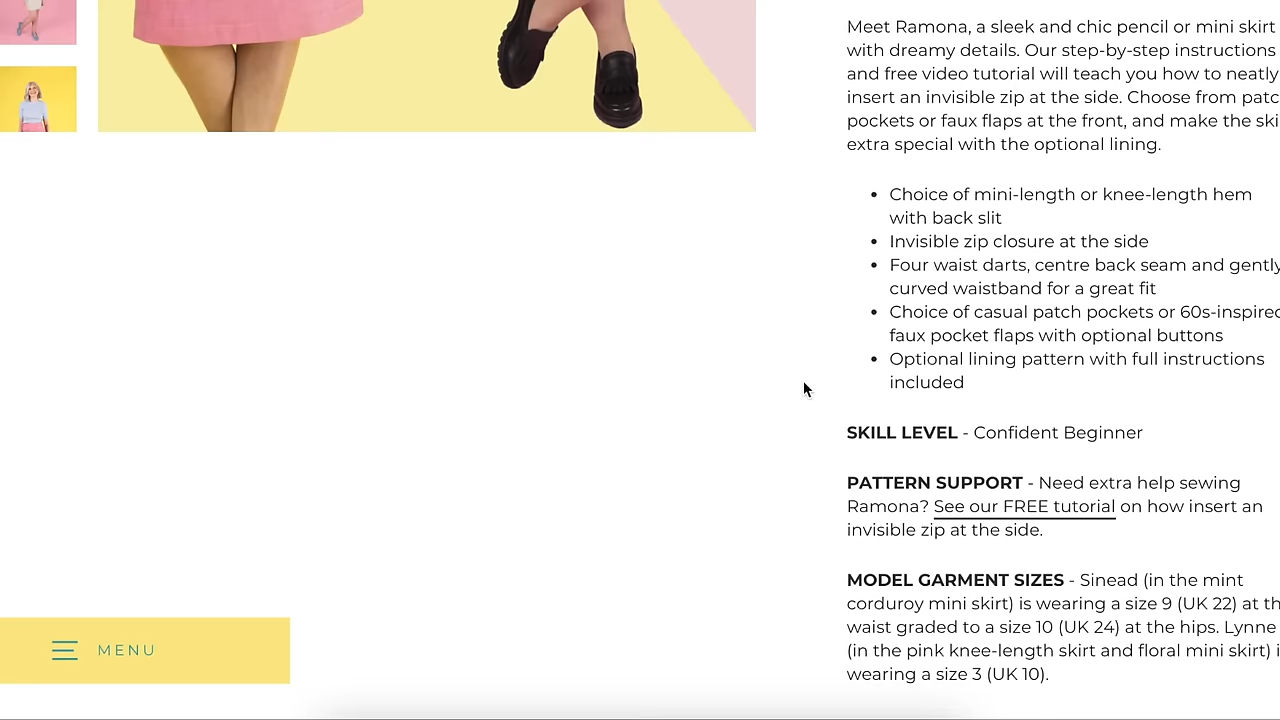 Meet Ramona, a sleek and chic pencil or mini skirt
with dreamy details. Our step-by-step instructions
and free video tutorial will teach you how to neatly
insert an invisible zip at the side. Choose from
pockets or faux flaps at the front, and make the
extra special with the optional lining.
• Choice of mini-length or knee-length hem
with back slit
• Invisible zip closure at the side
• Four waist darts, centre back seam and gently
curved waistband for a great fit
• Choice of casual patch pockets or 60s-inspired
faux pocket flaps with optional buttons
• Optional lining pattern with full instructions
included
SKILL LEVEL - Confident Beginner
PATTERN SUPPORT - Need extra help sewing
Ramona? See our FREE tutorial on how insert an
invisible zip at the side.
MODEL GARMENT SIZES - Sinead (in the mint
corduroy mini skirt) is wearing a size 9 (UK 22) at
waist graded to a size 10 (UK 24) at the hips. Lynne
(in the pink knee-length skirt and floral mini skirt)
wearing a size 3 (UK 10).
MENU